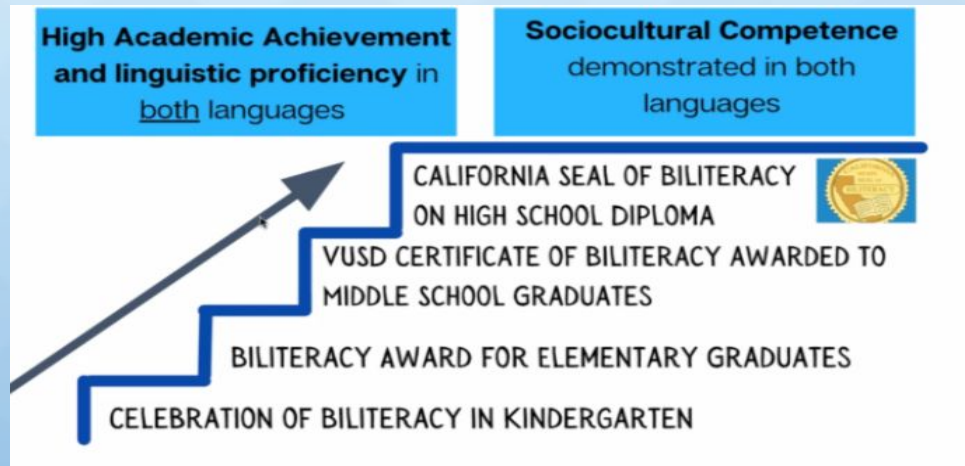 High Academic Achievement
and linguistic proficiency in
both languages
Sociocultural Competence
demonstrated in both
languages
CALIFORNIA SEAL OF BILITERACY
ON HIGH SCHOOL DIPLOMA
BILITERACY
VUSD CERTIFICATE OF BILITERACY AWARDED TO
MIDDLE SCHOOL GRADUATES
BILITERACY AWARD FOR ELEMENTARY GRADUATES
CELEBRATION OF BILITERACY IN KINDERGARTEN